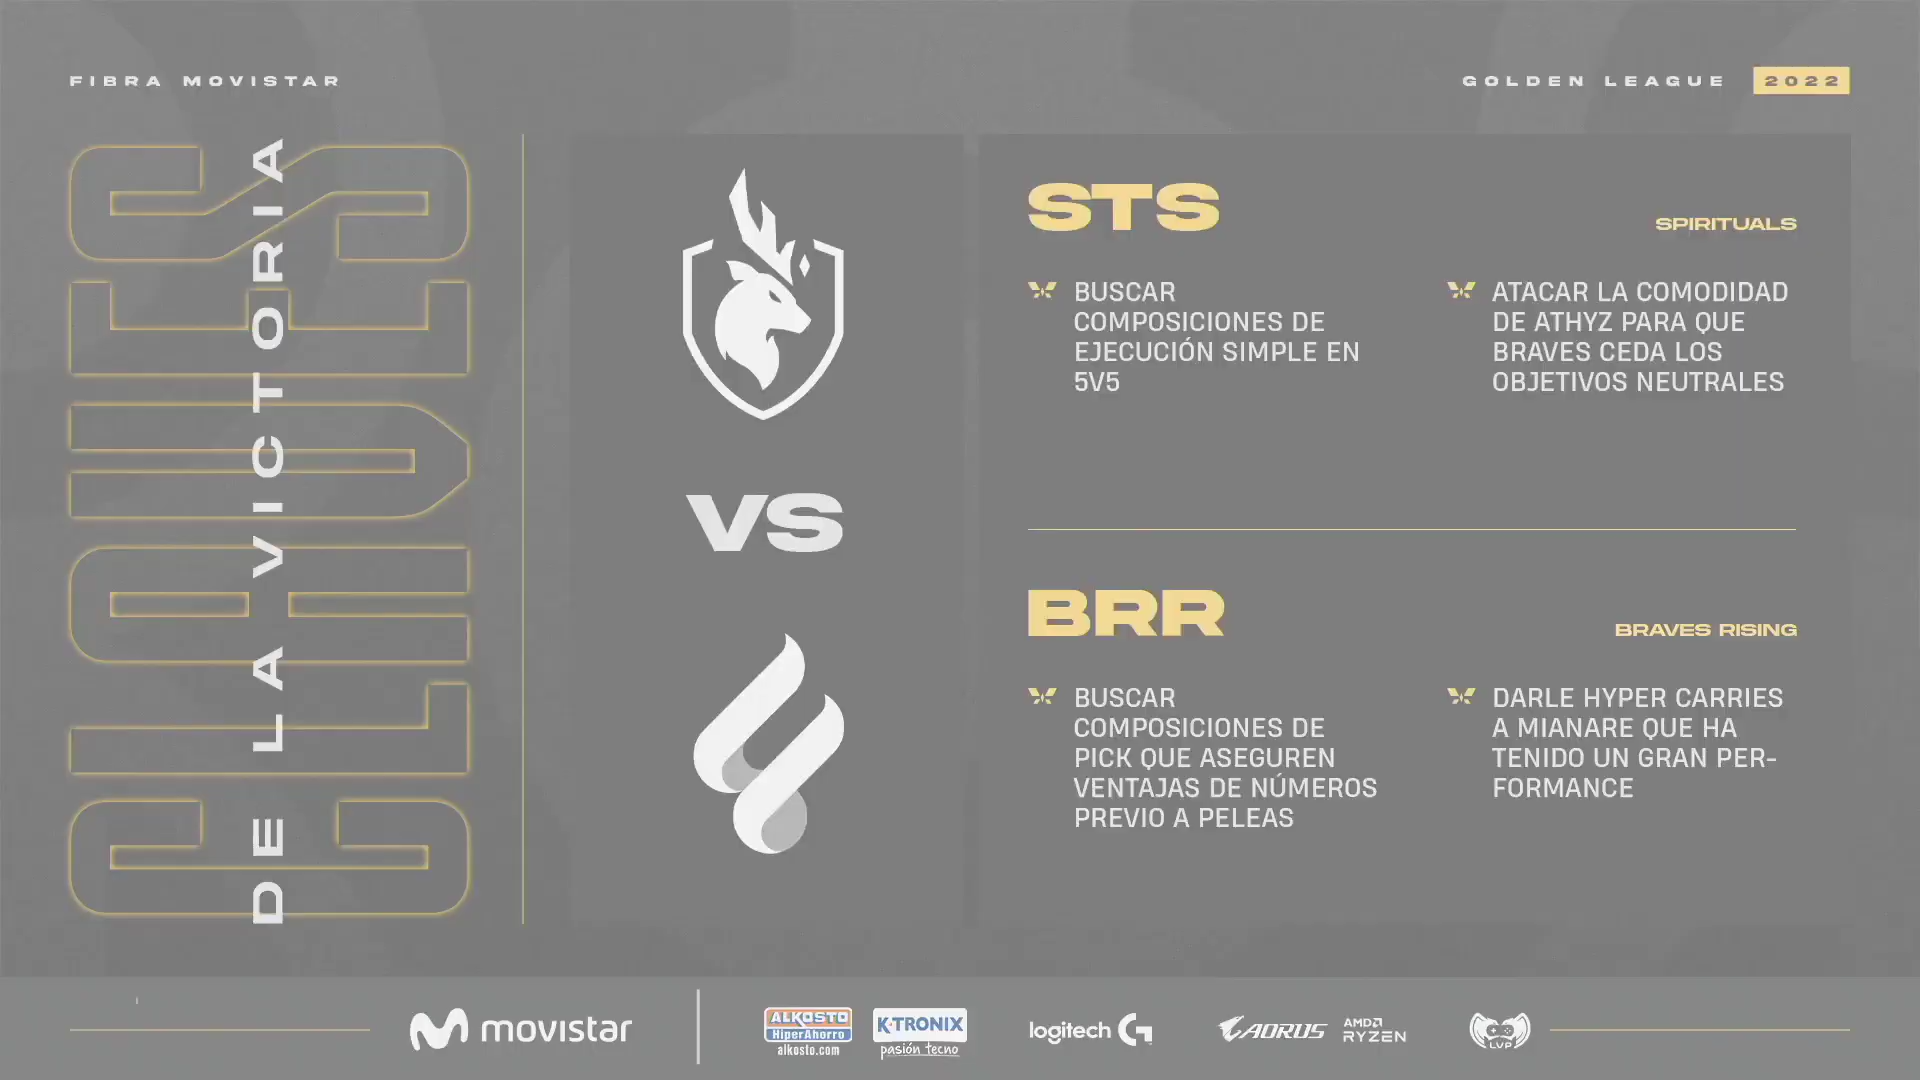 FIBRA MOVISTAR
GOLDEN LEAGUE 2022
CLAVES
DE LA VICTORIA
VS
STS
SPIRITUALS
BUSCAR
COMPOSICIONES DE
EJECUCIÓN SIMPLE EN
5V5
ATACAR LA COMODIDAD
DE ATHYZ PARA QUE
BRAVES CEDA LOS
OBJETIVOS NEUTRALES
BRR
BRAVES RISING
BUSCAR
COMPOSICIONES DE
PICK QUE ASEGUREN
VENTAJAS DE NÚMEROS
PREVIO A PELEAS
DARLE HYPER CARRIES
A MIANARE QUE HA
TENIDO UN GRAN PER-
FORMANCE
movistar
ALKOSTO
HiperAhorro
alkosto.com
K-TRONIX
pasión tecno
logitech G
AORUS
AMD
RYZEN
LVP